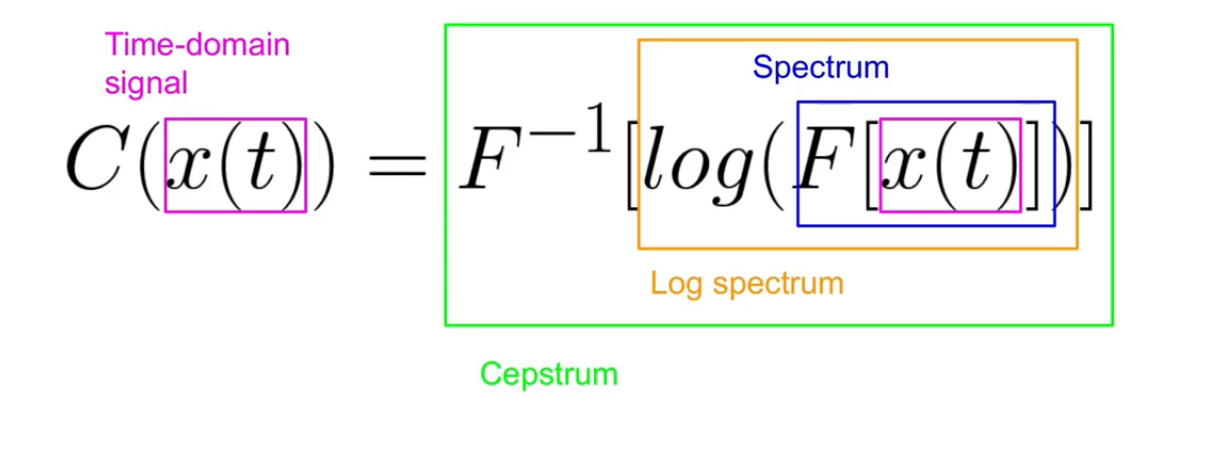 Time-domain
signal
Spectrum
C(x(t)) = F⁻¹[log(F[x(t)])]
Log spectrum
Cepstrum